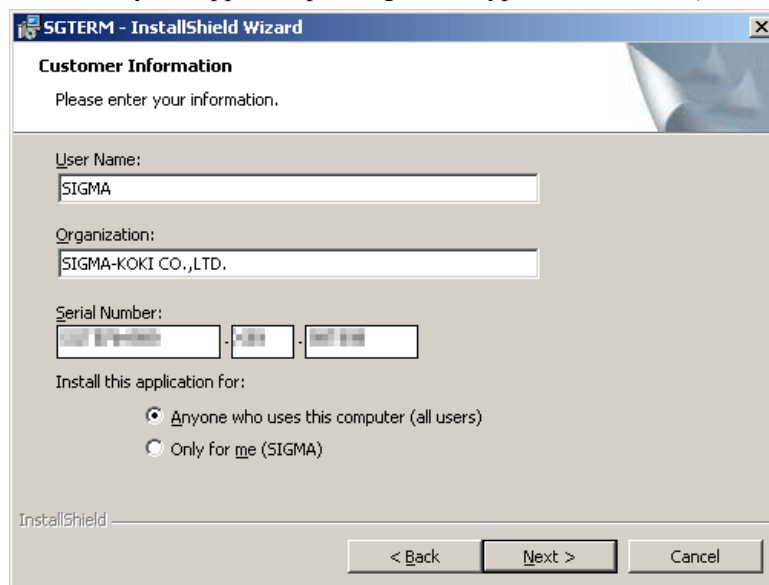 SGTERM - InstallShield Wizard
Customer Information
Please enter your information.
User Name:
SIGMA
Organization:
SIGMA-KOKI CO.,LTD.
Serial Number:
- -
Install this application for:
Anyone who uses this computer (all users)
Only for me (SIGMA)
InstallShield
< Back Next > Cancel